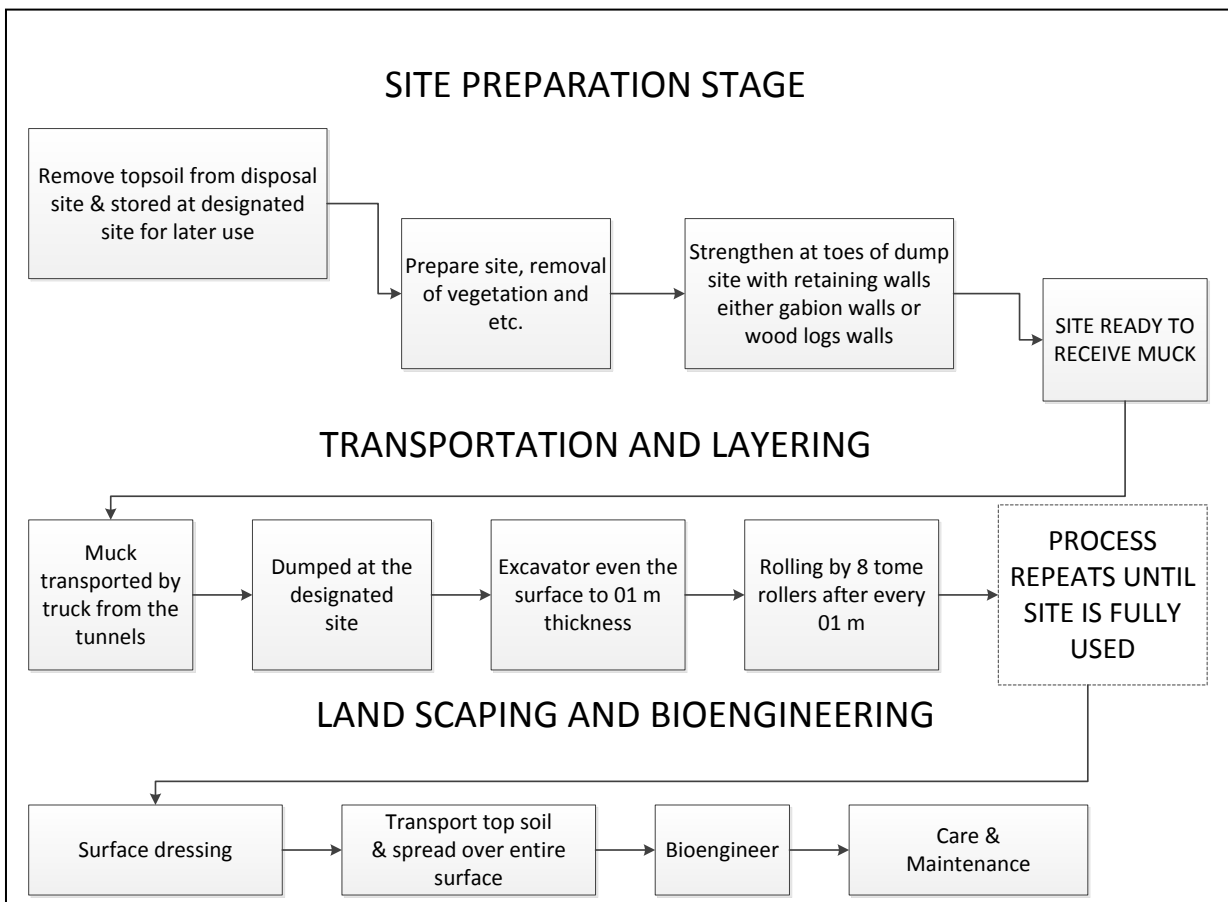 SITE PREPARATION STAGE
Remove topsoil from disposal
site & stored at designated
site for later use
Prepare site, removal
of vegetation and
etc.
Strengthen at toes of dump
site with retaining walls
either gabion walls or
wood logs walls
SITE READY TO
RECEIVE MUCK
TRANSPORTATION AND LAYERING
Muck
transported by
truck from the
tunnels
Dumped at the
designated
site
Excavator even the
surface to 01 m
thickness
Rolling by 8 tome
rollers after every
01 m
PROCESS
REPEATS UNTIL
SITE IS FULLY
USED
LAND SCAPING AND BIOENGINEERING
Surface dressing
Transport top soil
& spread over entire
surface
Bioengineer
Care &
Maintenance